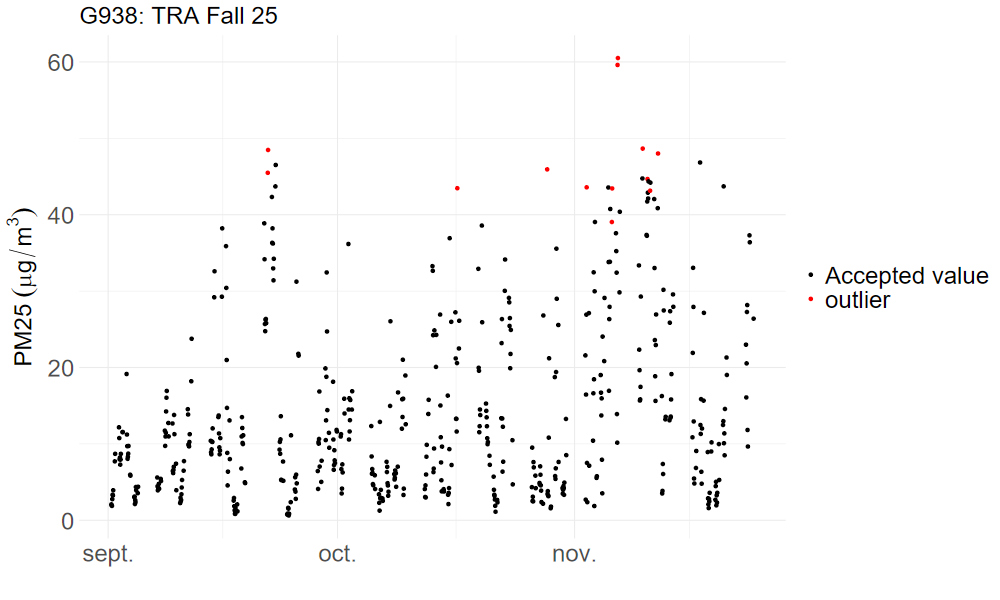 G938: TRA Fall 25
60
40
20
0
PM25 (μg/m³)
sept. oct. nov.
Accepted value
outlier